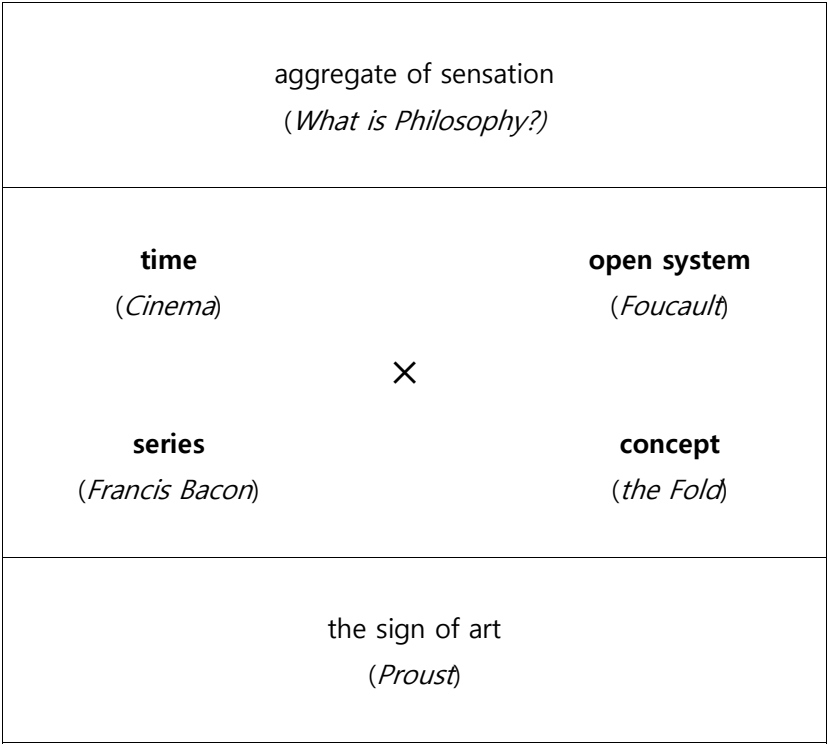 aggregate of sensation
(What is Philosophy?)
time
(Cinema)
open system
(Foucault)
×
series
(Francis Bacon)
concept
(the Fold)
the sign of art
(Proust)